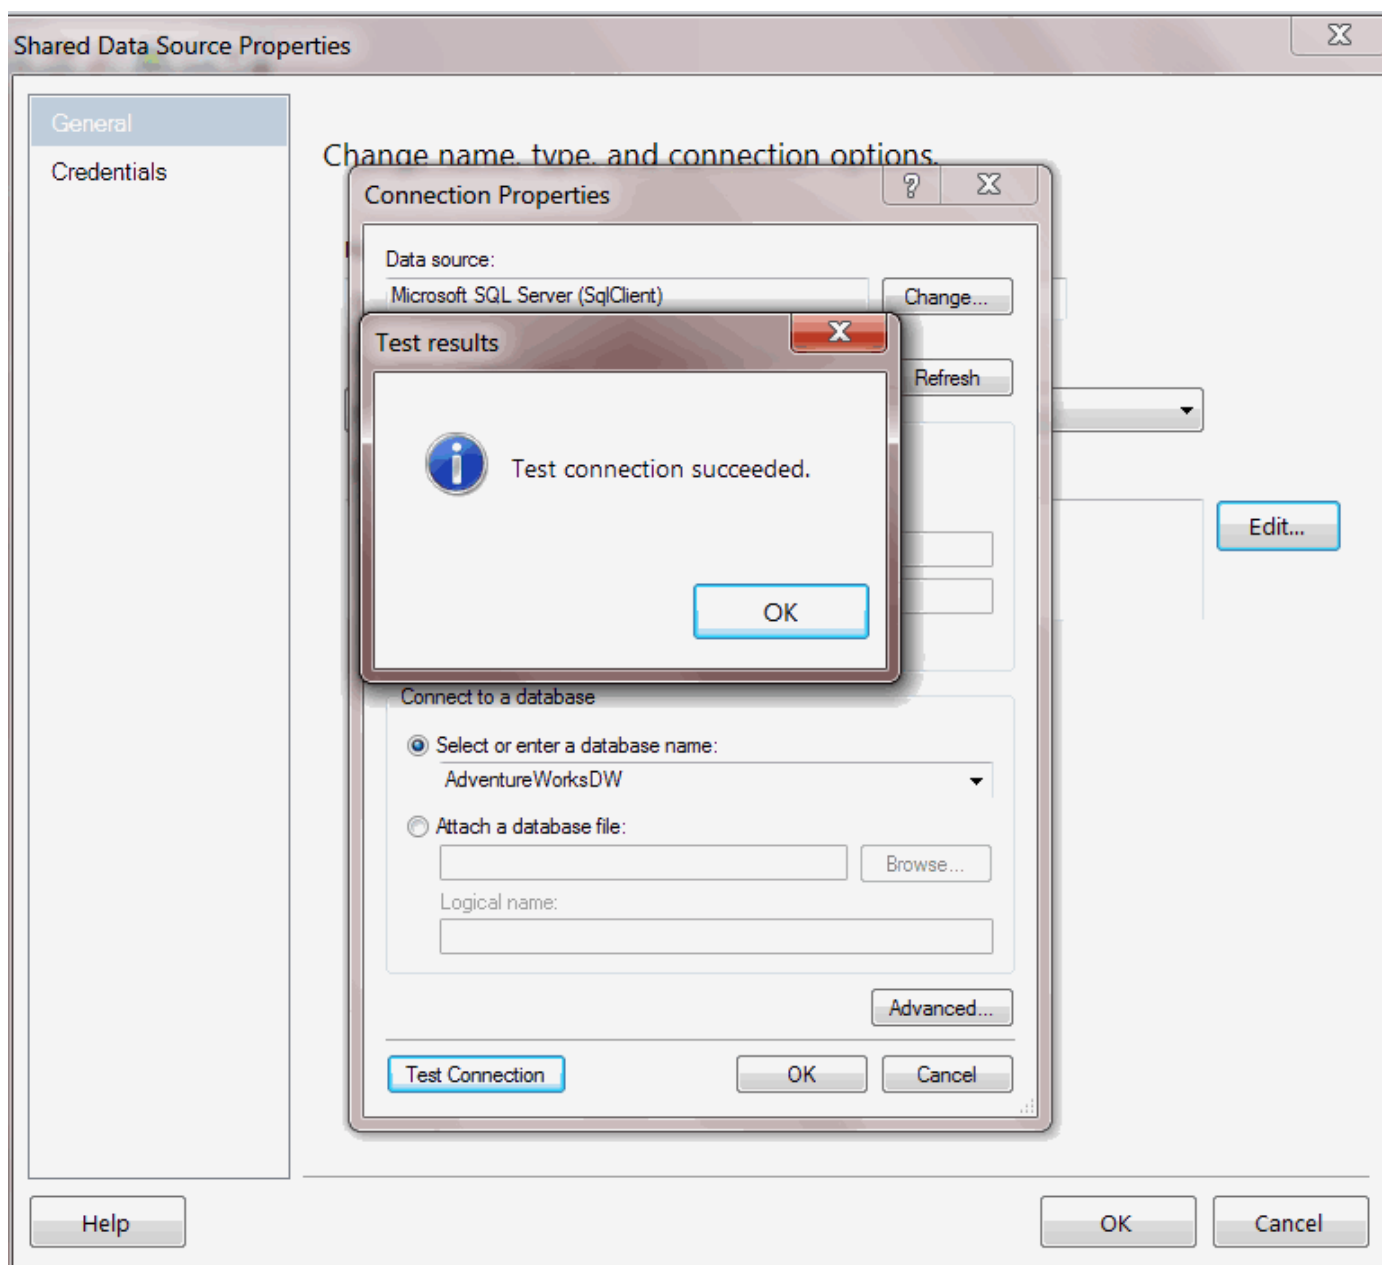 Shared Data Source Properties
General
Credentials
Change name, type, and connection options.
Connection Properties
Data source:
Microsoft SQL Server (SqlClient)
Change...
Refresh
Test results
Test connection succeeded.
OK
Edit...
Connect to a database
Select or enter a database name:
AdventureWorksDW
Attach a database file:
Browse...
Logical name:
Advanced...
Test Connection
OK
Cancel
Help
OK
Cancel